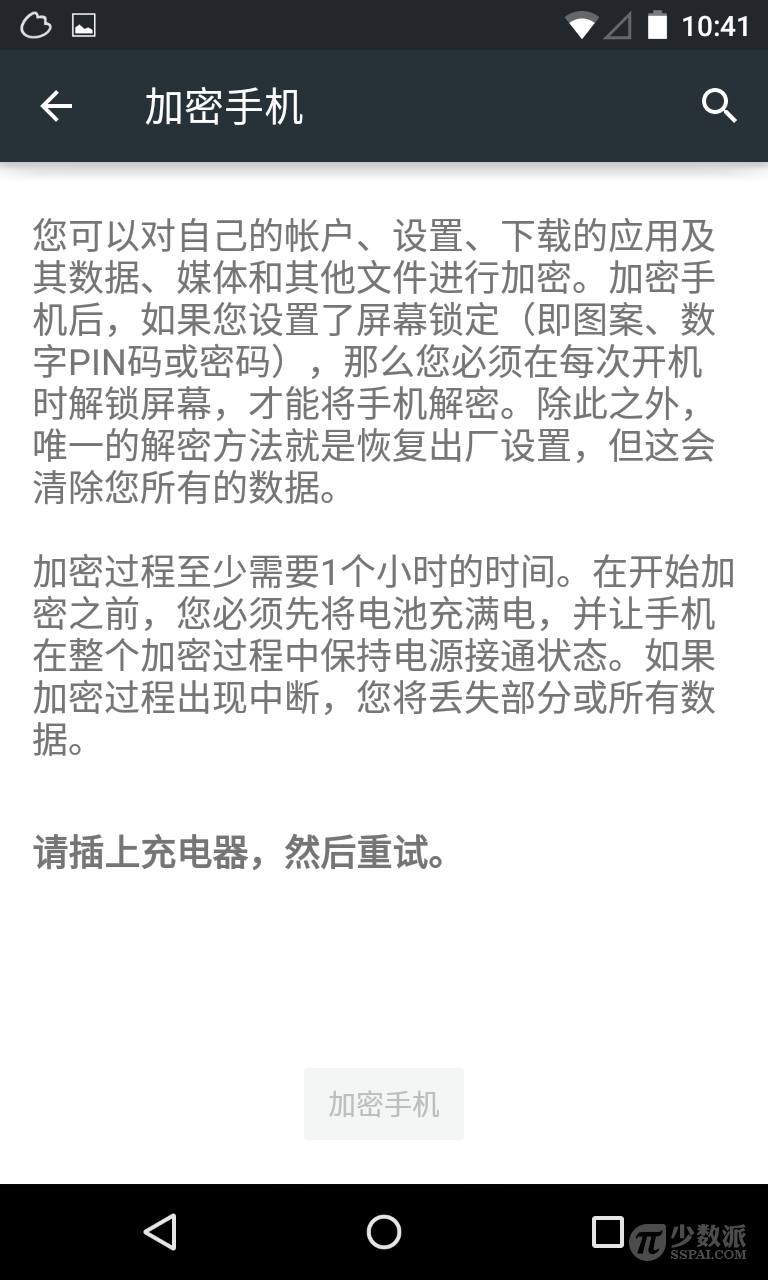 10:41
加密手机
您可以对自己的帐户、设置、下载的应用及
其数据、媒体和其他文件进行加密。加密手
机后，如果您设置了屏幕锁定（即图案、数
字PIN码或密码），那么您必须在每次开机
时解锁屏幕，才能将手机解密。除此之外，
唯一的解密方法就是恢复出厂设置，但这会
清除您所有的数据。
加密过程至少需要1个小时的时间。在开始加
密之前，您必须先将电池充满电，并让手机
在整个加密过程中保持电源接通状态。如果
加密过程出现中断，您将丢失部分或所有数
据。
请插上充电器，然后重试。
加密手机
少数派
SSPAI.COM